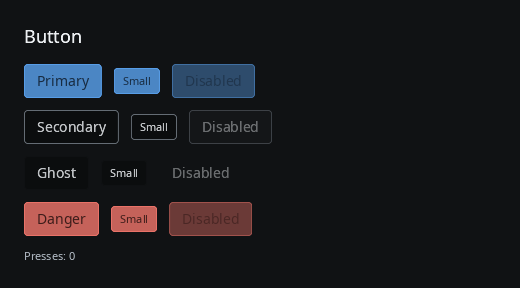 Button
Primary Small Disabled
Secondary Small Disabled
Ghost Small Disabled
Danger Small Disabled
Presses: 0